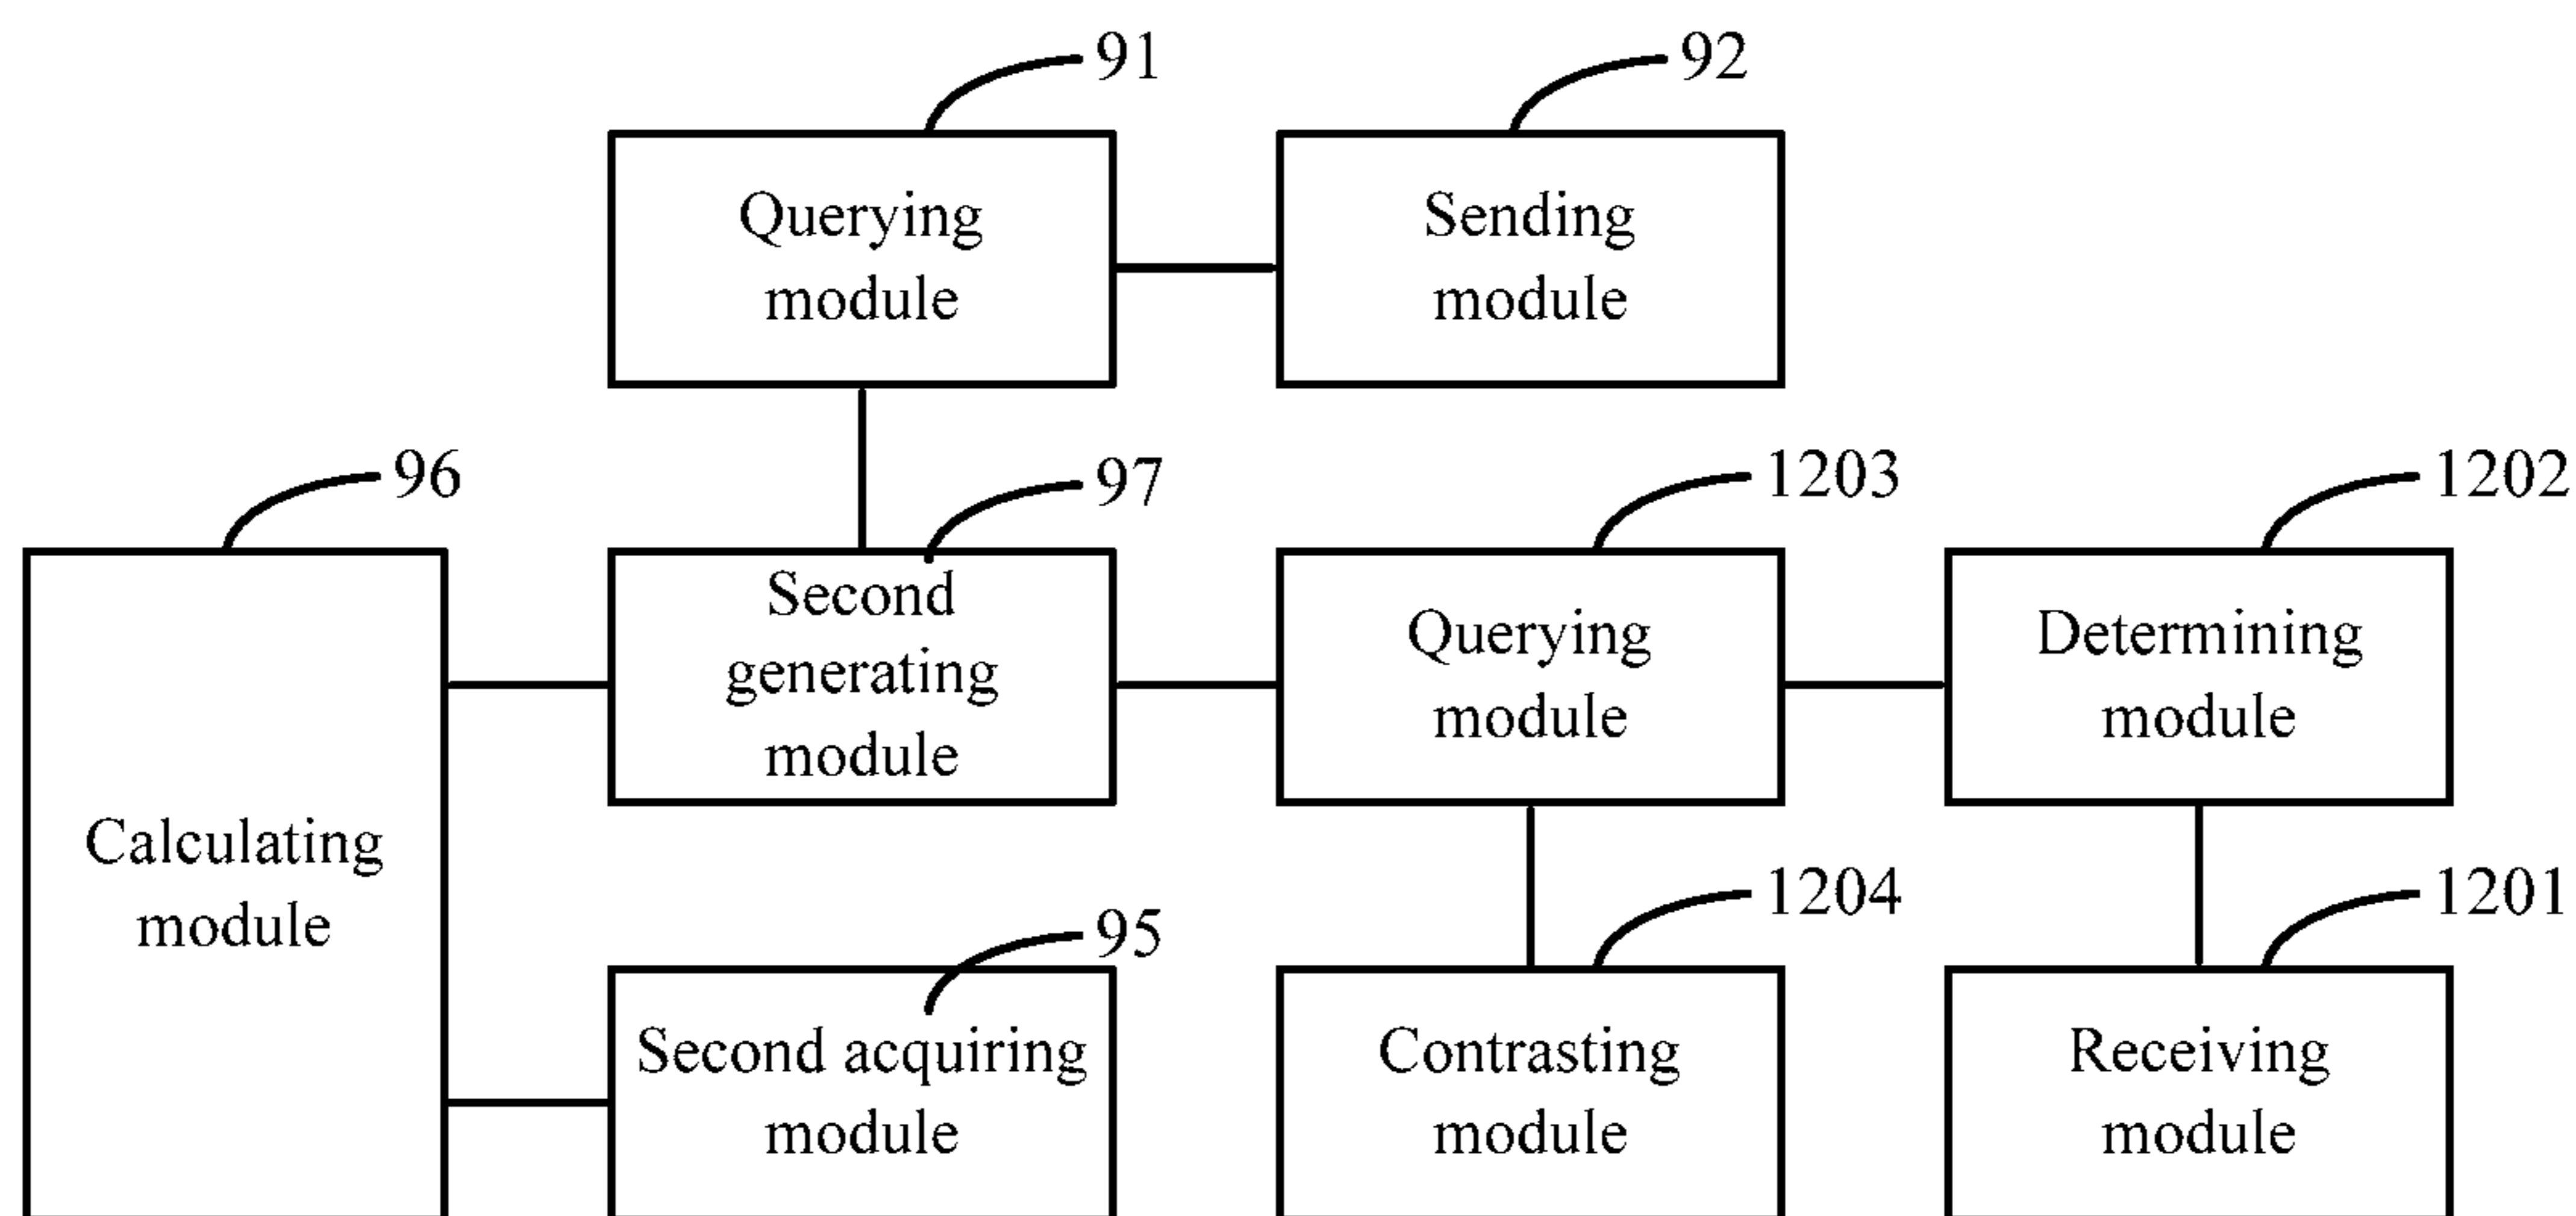 91
92
Querying
module
Sending
module
96
97
1203
1202
Calculating
module
Second
generating
module
Querying
module
Determining
module
95
1204
1201
Second acquiring
module
Contrasting
module
Receiving
module